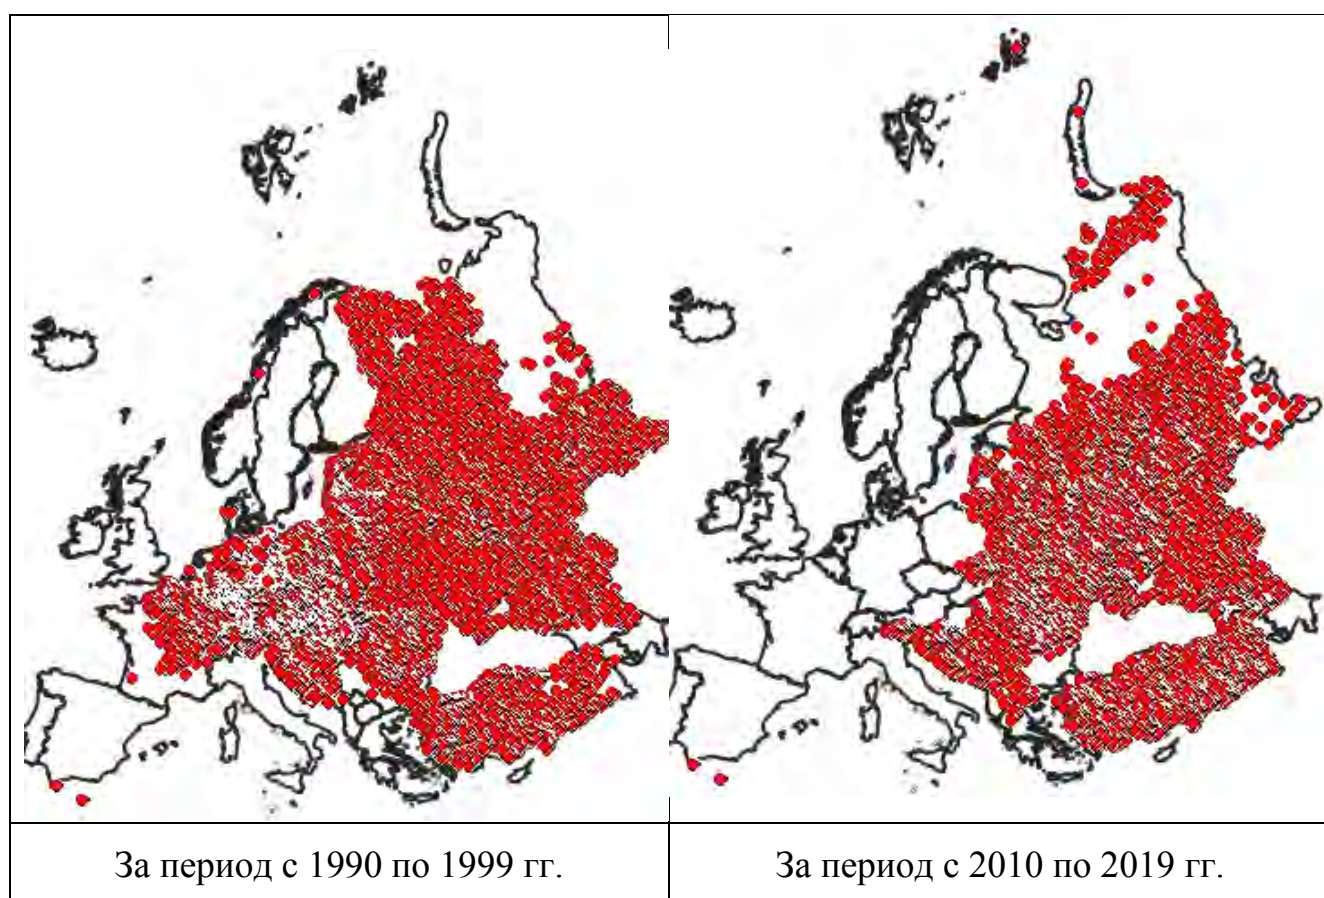 За период с 1990 по 1999 гг.
За период с 2010 по 2019 гг.